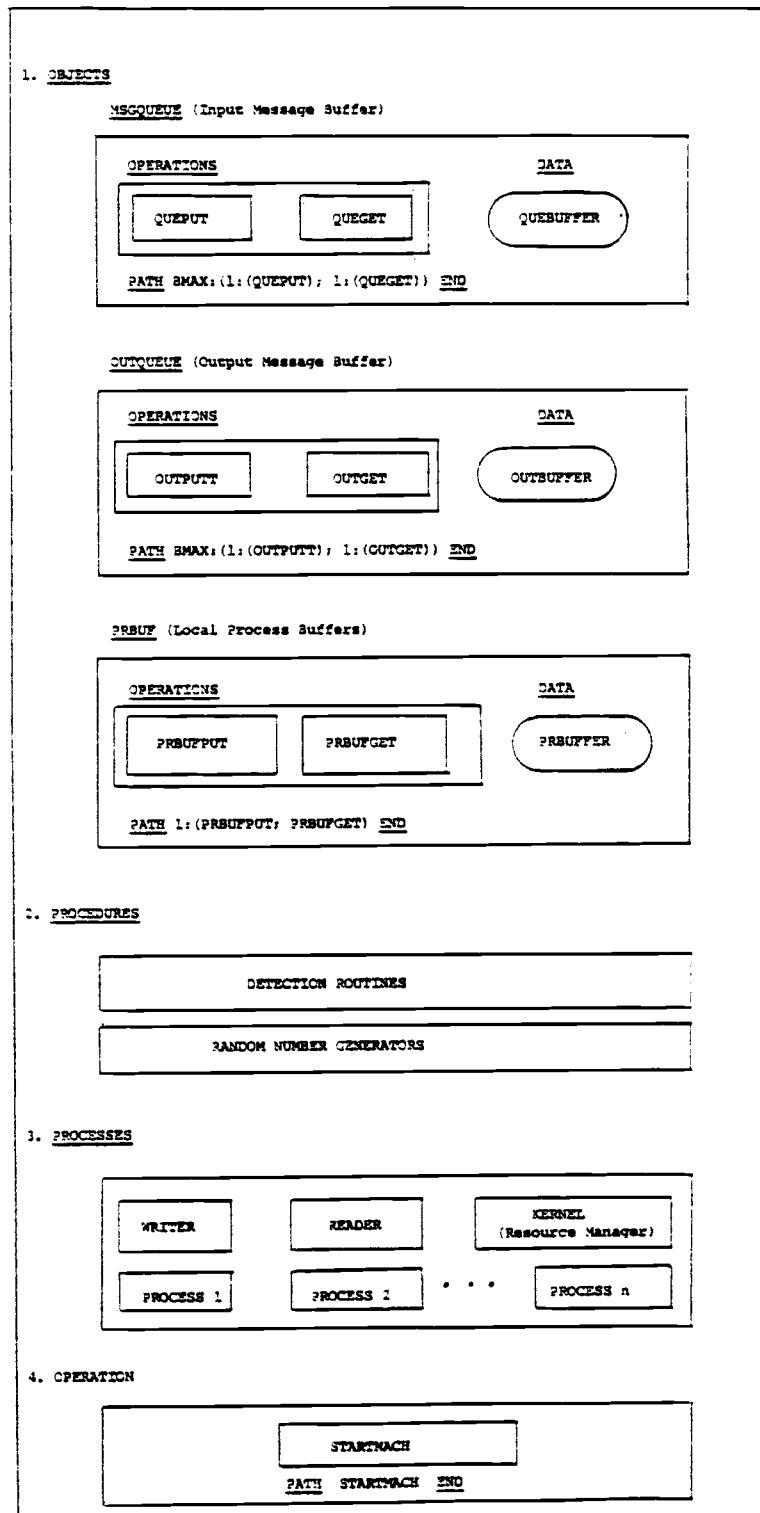 1. OBJECTS
MSGQUEUE (Input Message Buffer)
OPERATIONS DATA
QUEPUT QUEGET QUEBUFFER
PATH BMAX:(1:(QUEPUT); 1:(QUEGET)) END
OUTQUEUE (Output Message Buffer)
OPERATIONS DATA
OUTPUTT OUTGET OUTBUFFER
PATH BMAX:(1:(OUTPUTT); 1:(OUTGET)) END
PRBUF (Local Process Buffers)
OPERATIONS DATA
PRBUFPUT PRBUFGET PRBUFFER
PATH 1:(PRBUFPUT; PRBUFGET) END
2. PROCEDURES
DETECTION ROUTINES
RANDOM NUMBER GENERATORS
3. PROCESSES
WRITER READER KERNEL
(Resource Manager)
PROCESS 1 PROCESS 2 . . . PROCESS n
4. OPERATION
STARTMACH
PATH STARTMACH END